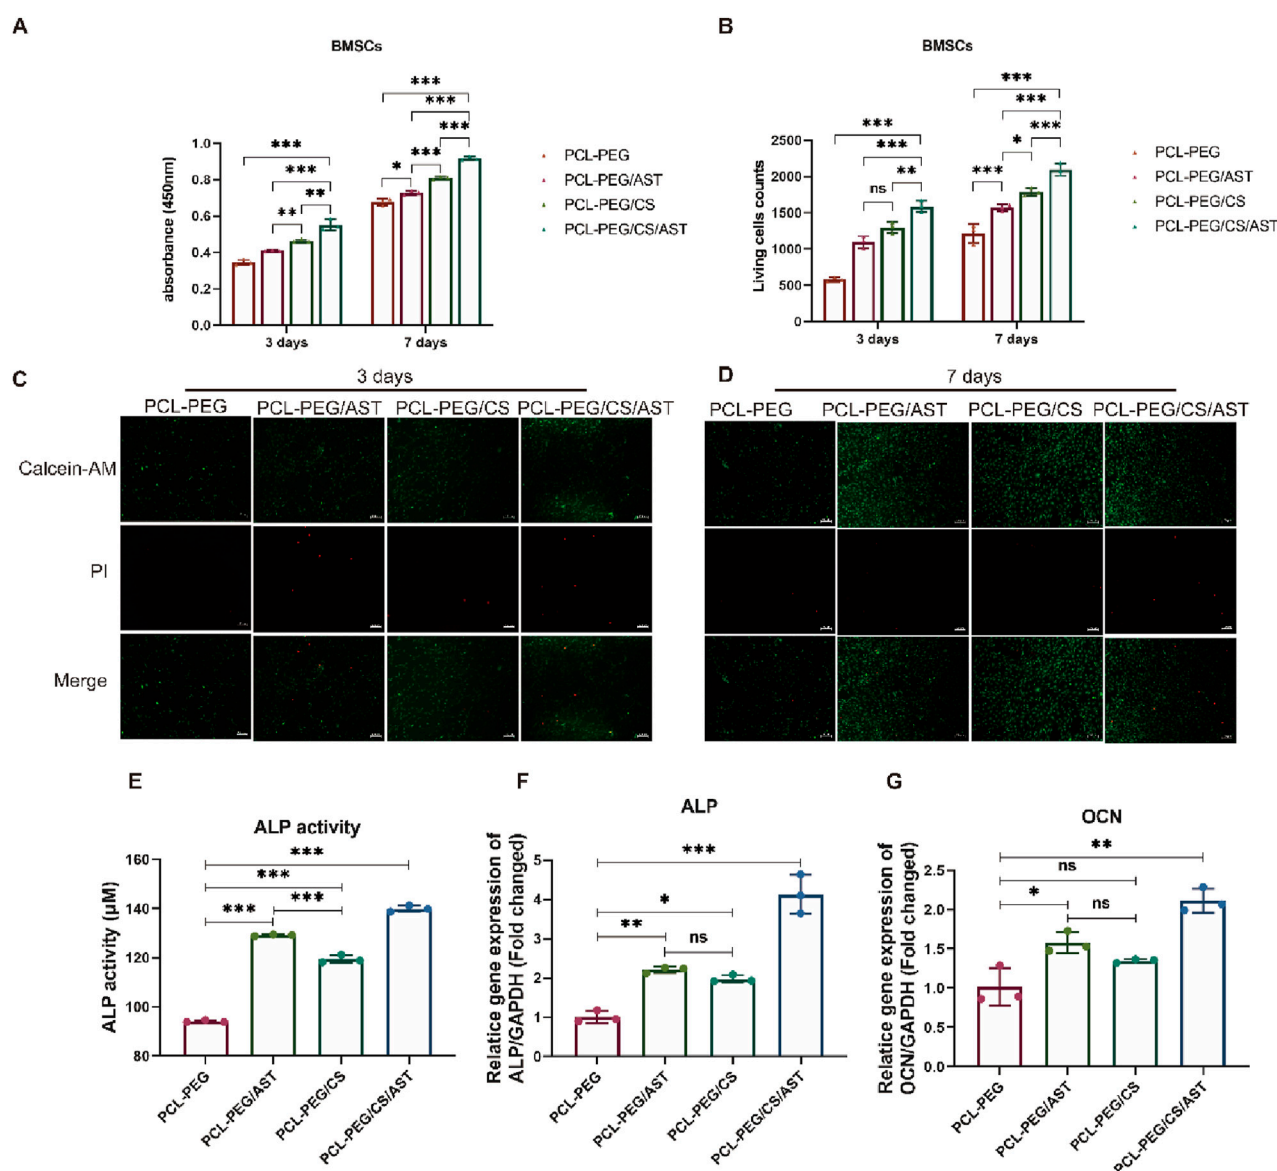 A
BMSCs
absorbance (450nm)
1.0
0.8
0.6
0.4
0.2
0.0
3 days
7 days
***
***
**
**
***
***
***
***
*
PCL-PEG
PCL-PEG/AST
PCL-PEG/CS
PCL-PEG/CS/AST
B
BMSCs
Living cells counts
2500
2000
1500
1000
500
0
3 days
7 days
***
***
**
ns
***
***
***
*
***
PCL-PEG
PCL-PEG/AST
PCL-PEG/CS
PCL-PEG/CS/AST
C
3 days
PCL-PEG
PCL-PEG/AST
PCL-PEG/CS
PCL-PEG/CS/AST
Calcein-AM
PI
Merge
D
7 days
PCL-PEG
PCL-PEG/AST
PCL-PEG/CS
PCL-PEG/CS/AST
E
ALP activity
ALP activity (μM)
160
140
120
100
80
***
***
***
***
PCL-PEG
PCL-PEG/AST
PCL-PEG/CS
PCL-PEG/CS/AST
F
ALP
Relatice gene expression of
ALP/GAPDH (Fold changed)
5
4
3
2
1
0
***
*
**
ns
PCL-PEG
PCL-PEG/AST
PCL-PEG/CS
PCL-PEG/CS/AST
G
OCN
Relatice gene expression of
OCN/GAPDH (Fold changed)
2.5
2.0
1.5
1.0
0.5
0.0
**
ns
*
ns
PCL-PEG
PCL-PEG/AST
PCL-PEG/CS
PCL-PEG/CS/AST